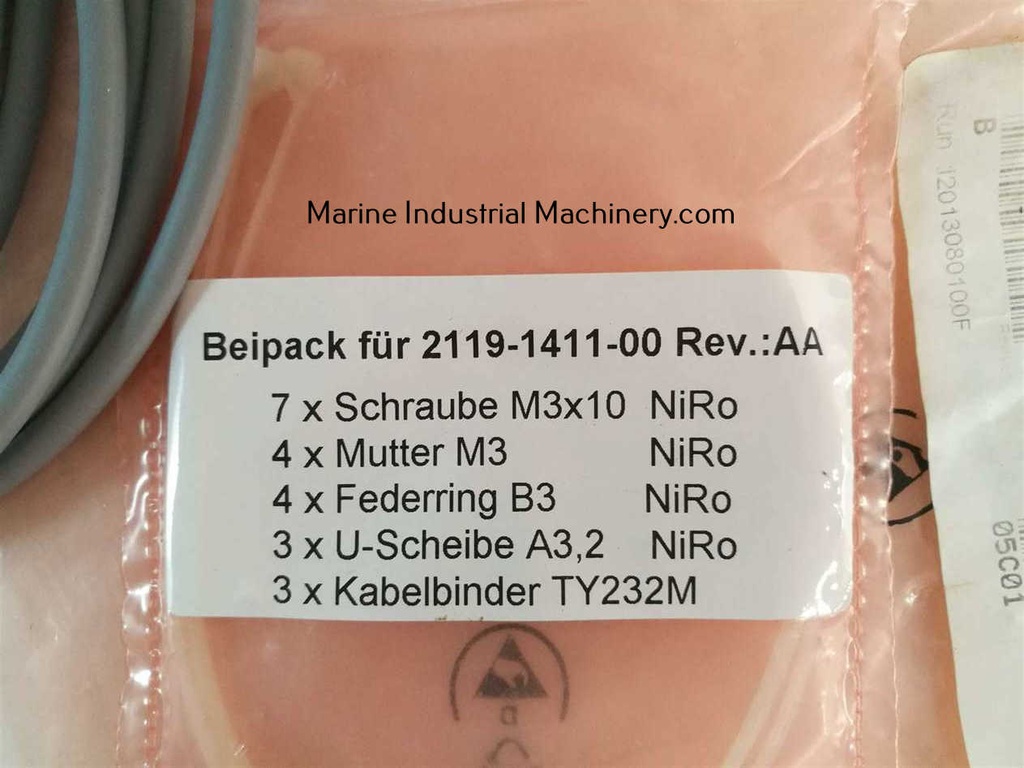 Marine Industrial Machinery.com
Beipack für 2119-1411-00 Rev.:AA
7 x Schraube M3x10 NiRo
4 x Mutter M3 NiRo
4 x Federring B3 NiRo
3 x U-Scheibe A3,2 NiRo
3 x Kabelbinder TY232M
B
Run 1201308010OF
05C01